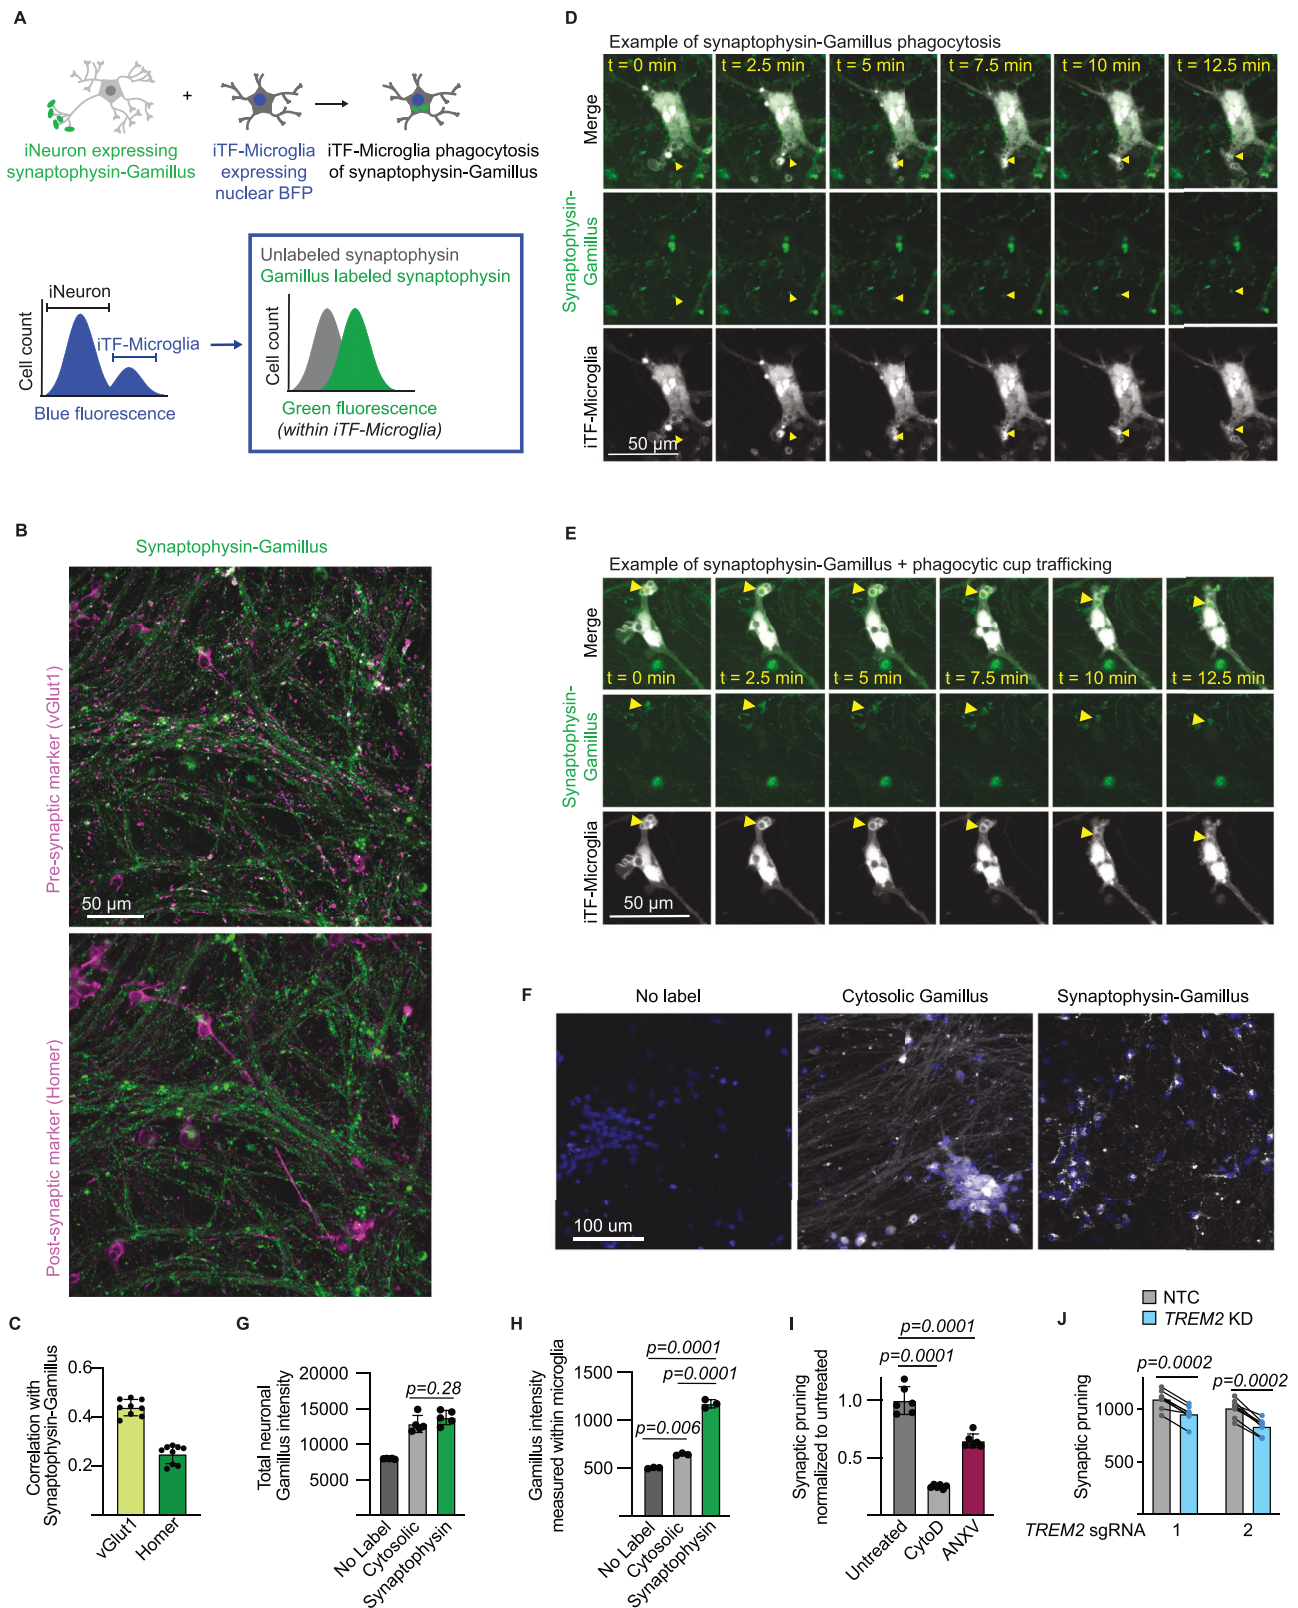 A
iNeuron expressing
synaptophysin-Gamillus
+
iTF-Microglia
expressing
nuclear BFP
iTF-Microglia phagocytosis
of synaptophysin-Gamillus
Cell count
iNeuron
iTF-Microglia
Blue fluorescence
Unlabeled synaptophysin
Gamillus labeled synaptophysin
Cell count
Green fluorescence
(within iTF-Microglia)
B
Synaptophysin-Gamillus
Pre-synaptic marker (vGlut1)
50 µm
Post-synaptic marker (Homer)
C
Correlation with
Synaptophysin-Gamillus
0.6
0.4
0.2
vGlut1
Homer
D
Example of synaptophysin-Gamillus phagocytosis
t = 0 min
t = 2.5 min
t = 5 min
t = 7.5 min
t = 10 min
t = 12.5 min
Merge
Synaptophysin-
Gamillus
iTF-Microglia
50 µm
E
Example of synaptophysin-Gamillus + phagocytic cup trafficking
Merge
t = 0 min
t = 2.5 min
t = 5 min
t = 7.5 min
t = 10 min
t = 12.5 min
Synaptophysin-
Gamillus
iTF-Microglia
50 µm
F
No label
Cytosolic Gamillus
Synaptophysin-Gamillus
100 um
G
Total neuronal
Gamillus intensity
20000
15000
10000
5000
p=0.28
No Label
Cytosolic
Synaptophysin
H
Gamillus intensity
measured within microglia
1500
1000
500
p=0.0001
p=0.0001
p=0.006
No Label
Cytosolic
Synaptophysin
I
Synaptic pruning
normalized to untreated
1.0
0.5
p=0.0001
p=0.0001
Untreated
CytoD
ANXV
J
NTC
TREM2 KD
Synaptic pruning
1000
500
p=0.0002
p=0.0002
TREM2 sgRNA
1
2